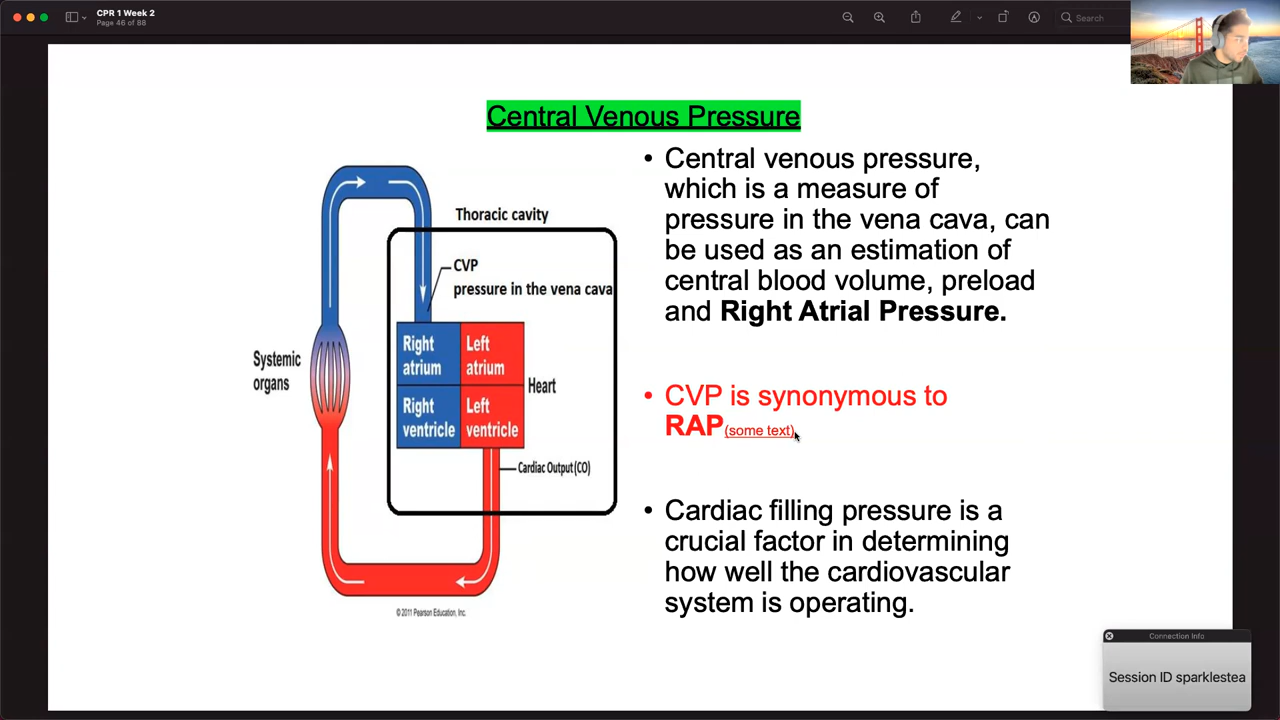 CPR 1 Week 2
Page 46 of 88
Search
Central Venous Pressure
Thoracic cavity
CVP
pressure in the vena cava
Right
atrium
Left
atrium
Systemic
organs
Heart
Right
ventricle
Left
ventricle
Cardiac Output(CO)
© 2011 Pearson Education, Inc.
• Central venous pressure,
which is a measure of
pressure in the vena cava, can
be used as an estimation of
central blood volume, preload
and Right Atrial Pressure.
• CVP is synonymous to
RAP(some text)
• Cardiac filling pressure is a
crucial factor in determining
how well the cardiovascular
system is operating.
Connection Info
Session ID sparklestea